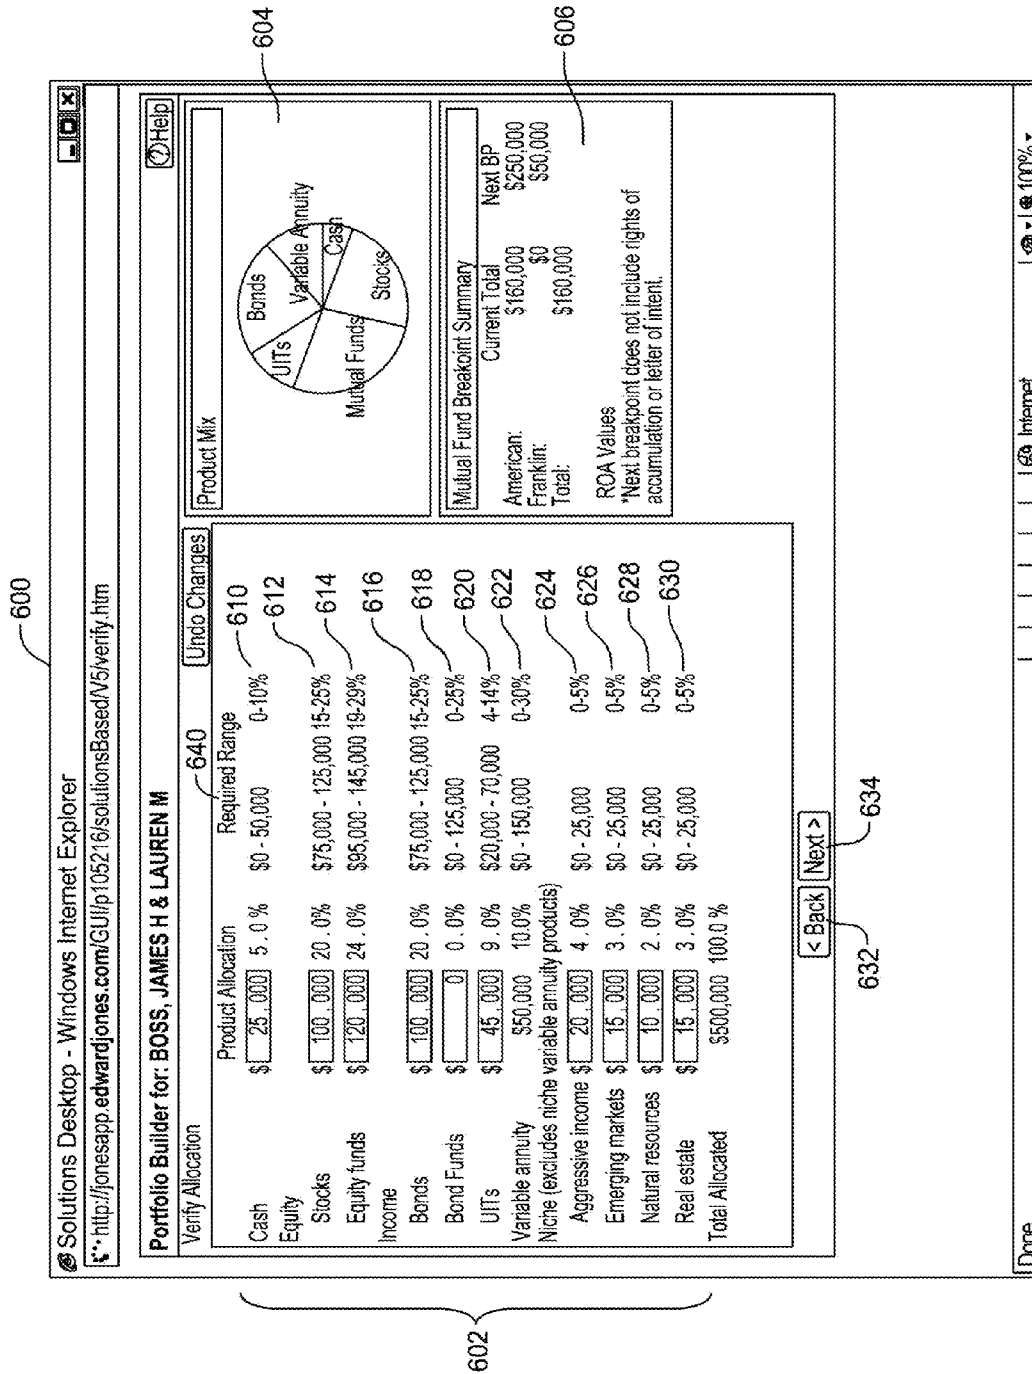 600
Solutions Desktop - Windows Internet Explorer
http://jonesapp.edwardjones.com/GUI/p105216/solutionsBased/V5/verify.htm
Portfolio Builder for: BOSS, JAMES H & LAUREN M
Help
Verify Allocation
Undo Changes
640
Product Allocation Required Range
Cash $ 25 . 000 5 . 0 % $0 - 50,000 0-10% 610
Equity 612
Stocks $ 100 . 000 20 . 0% $75,000 - 125,000 15-25% 614
Equity funds $ 120 . 000 24 . 0% $95,000 - 145,000 19-29% 616
Income
Bonds $ 100 . 000 20 . 0% $75,000 - 125,000 15-25% 618
Bond Funds $ 0 0 . 0% $0 - 125,000 0-25% 620
UITs $ 45 . 000 9 . 0% $20,000 - 70,000 4-14% 622
Variable annuity $50,000 10.0% $0 - 150,000 0-30% 624
Niche (excludes niche variable annuity products)
Aggressive income $ 20 . 000 4 . 0% $0 - 25,000 0-5% 626
Emerging markets $ 15 . 000 3 . 0% $0 - 25,000 0-5% 628
Natural resources $ 10 . 000 2 . 0% $0 - 25,000 0-5% 630
Real estate $ 15 . 000 3 . 0% $0 - 25,000 0-5%
Total Allocated $500,000 100.0 %
602
< Back Next >
632 634
Product Mix
604
Bonds
UITs
Variable Annuity
Cash
Mutual Funds
Stocks
Mutual Fund Breakoint Summary
606
Current Total Next BP
American: $160,000 $250,000
Franklin: $0 $50,000
Total: $160,000
ROA Values
*Next breakpoint does not include rights of
accumulation or letter of intent.
Done Internet 100%